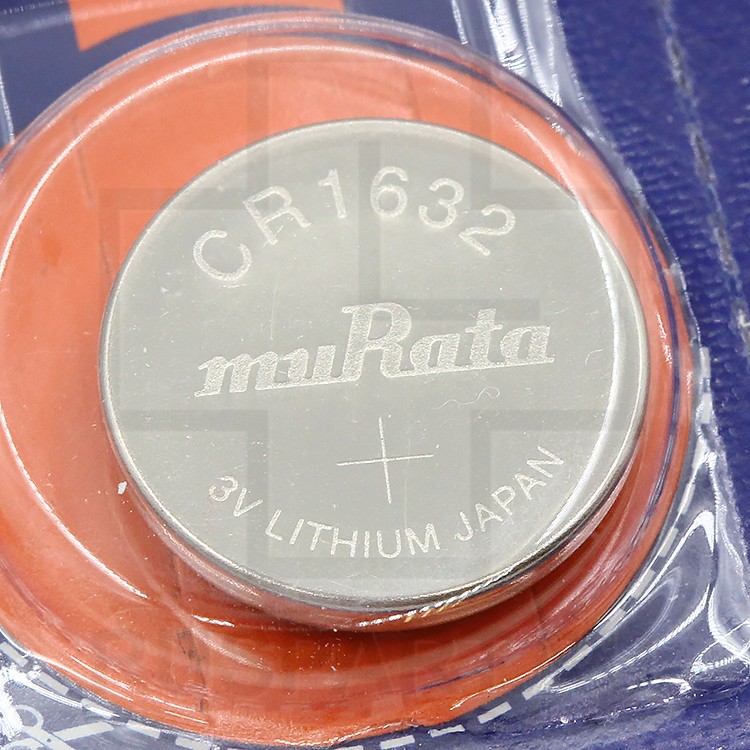 CR1632
muRata
+
3V LITHIUM JAPAN